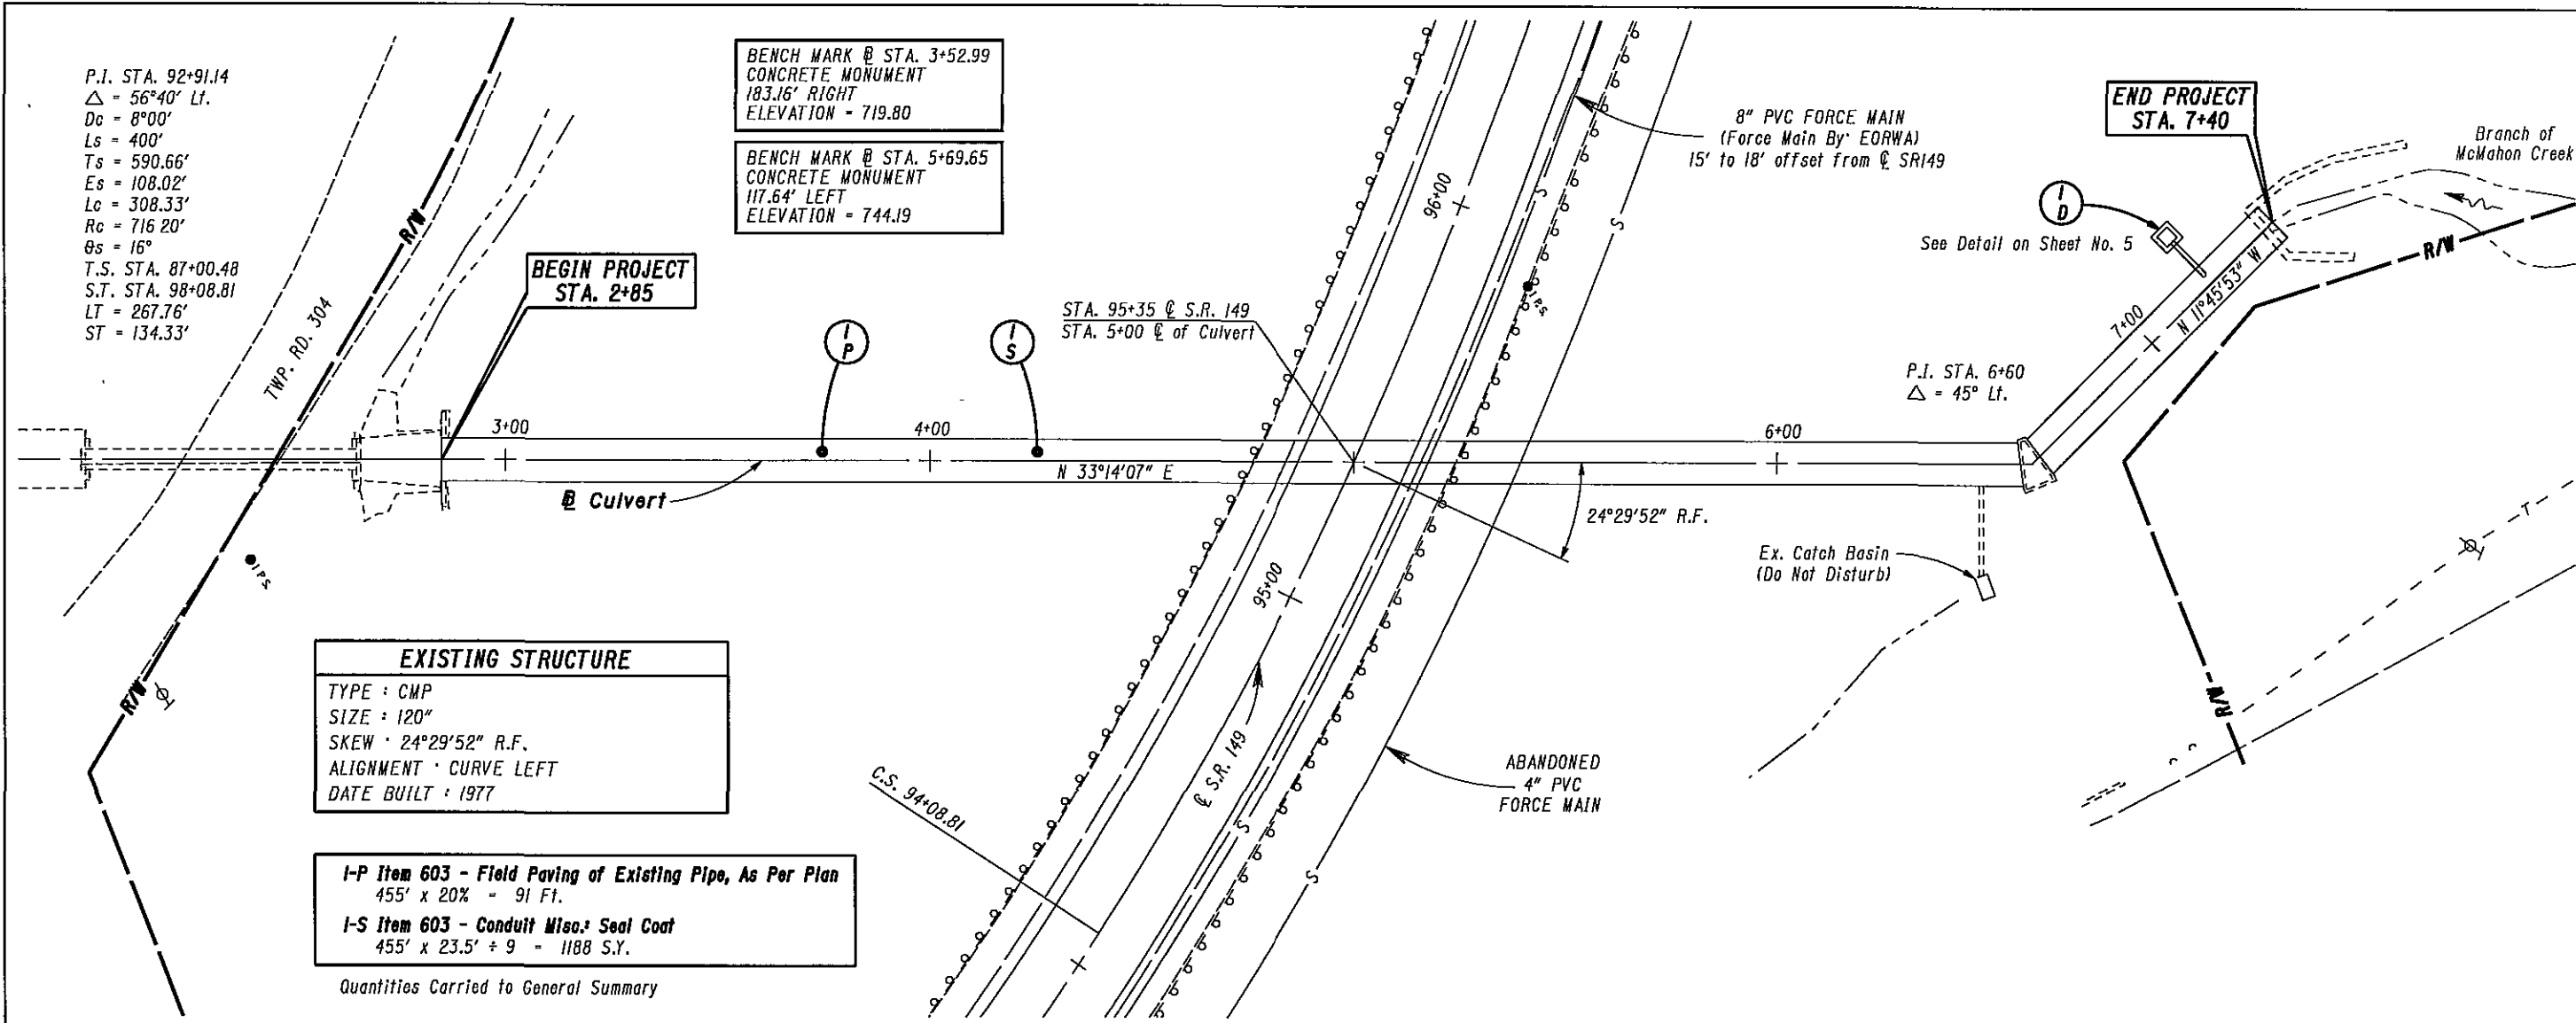 P.I. STA. 92+91.14
△ = 56°40' Lt.
Dc = 8°00'
Ls = 400'
Ts = 590.66'
Es = 108.02'
Lc = 308.33'
Rc = 716 20'
θs = 16°
T.S. STA. 87+00.48
S.T. STA. 98+08.81
LT = 267.76'
ST = 134.33'
BENCH MARK ⅊ STA. 3+52.99
CONCRETE MONUMENT
183.16' RIGHT
ELEVATION = 719.80
BENCH MARK ⅊ STA. 5+69.65
CONCRETE MONUMENT
117.64' LEFT
ELEVATION = 744.19
8" PVC FORCE MAIN
(Force Main By: EORWA)
15' to 18' offset from ℄ SR149
END PROJECT
STA. 7+40
Branch of
McMahon Creek
1
D
See Detail on Sheet No. 5
R/W
R/W
TWP. RD. 304
BEGIN PROJECT
STA. 2+85
1
P
1
S
STA. 95+35 ℄ S.R. 149
STA. 5+00 ℄ of Culvert
96+00
S
S
I.P.S
7+00
N 11°45'53" W
P.I. STA. 6+60
△ = 45° Lt.
3+00
4+00
6+00
N 33°14'07" E
⅊ Culvert
24°29'52" R.F.
Ex. Catch Basin
(Do Not Disturb)
T
I.P.S
95+00
R/W
R/W
EXISTING STRUCTURE
TYPE : CMP
SIZE : 120"
SKEW : 24°29'52" R.F.
ALIGNMENT : CURVE LEFT
DATE BUILT : 1977
℄ S.R. 149
C.S. 94+08.81
S
S
ABANDONED
4" PVC
FORCE MAIN
1-P Item 603 - Field Paving of Existing Pipe, As Per Plan
455' x 20% = 91 Ft.
1-S Item 603 - Conduit Misc.: Seal Coat
455' x 23.5' ÷ 9 = 1188 S.Y.
Quantities Carried to General Summary